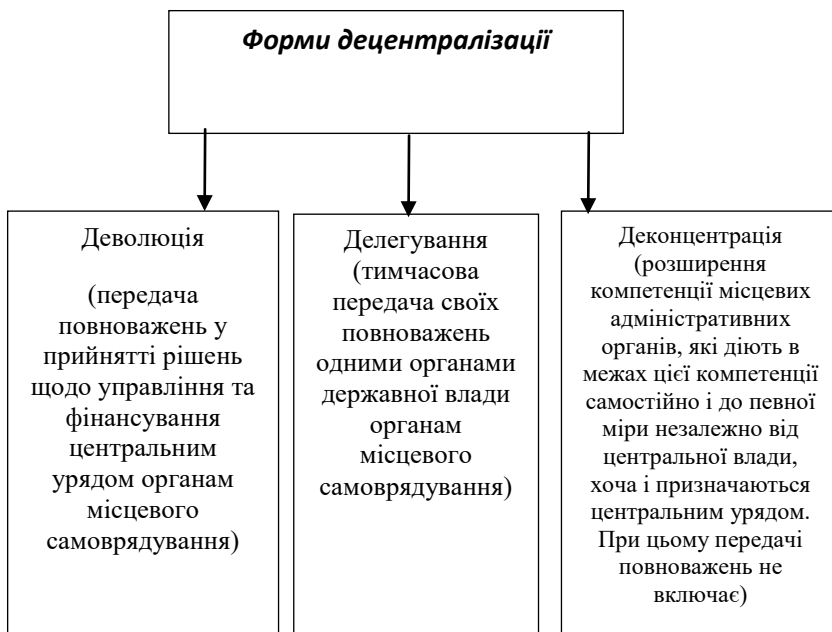 Форми децентралізації
Деволюція
(передача
повноважень у
прийнятті рішень
щодо управління та
фінансування
центральним
урядом органам
місцевого
самоврядування)
Делегування
(тимчасова
передача своїх
повноважень
одними органами
державної влади
органам
місцевого
самоврядування)
Деконцентрація
(розширення
компетенції місцевих
адміністративних
органів, які діють в
межах цієї компетенції
самостійно і до певної
міри незалежно від
центральної влади,
хоча і призначаються
центральним урядом.
При цьому передачі
повноважень не
включає)